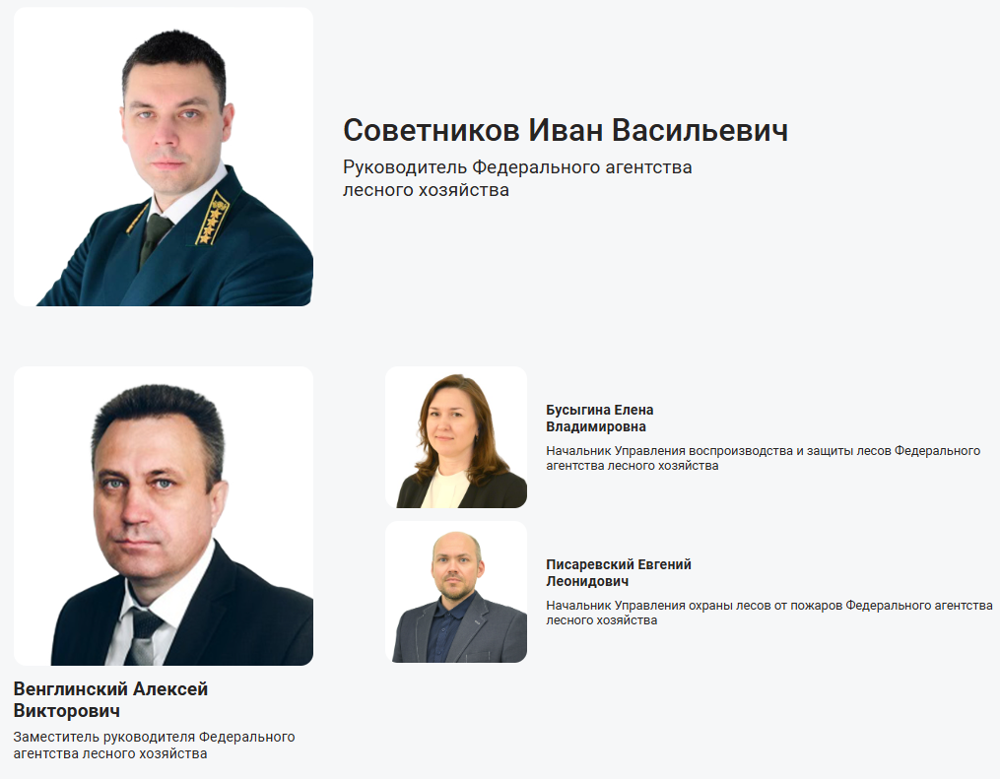 Советников Иван Васильевич
Руководитель Федерального агентства
лесного хозяйства
Бусыгина Елена
Владимировна
Начальник Управления воспроизводства и защиты лесов Федерального
агентства лесного хозяйства
Писаревский Евгений
Леонидович
Начальник Управления охраны лесов от пожаров Федерального агентства
лесного хозяйства
Венглинский Алексей
Викторович
Заместитель руководителя Федерального
агентства лесного хозяйства